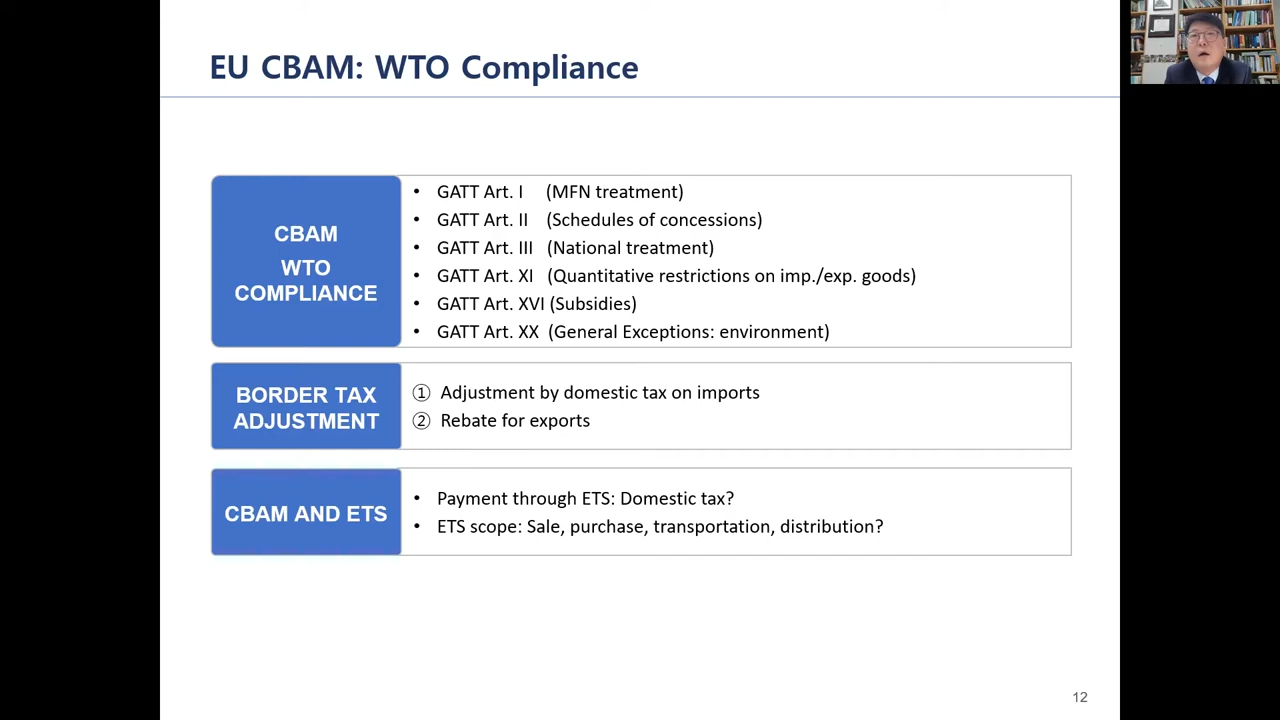 EU CBAM: WTO Compliance
CBAM
WTO
COMPLIANCE
• GATT Art. I (MFN treatment)
• GATT Art. II (Schedules of concessions)
• GATT Art. III (National treatment)
• GATT Art. XI (Quantitative restrictions on imp./exp. goods)
• GATT Art. XVI (Subsidies)
• GATT Art. XX (General Exceptions: environment)
BORDER TAX
ADJUSTMENT
① Adjustment by domestic tax on imports
② Rebate for exports
CBAM AND ETS
• Payment through ETS: Domestic tax?
• ETS scope: Sale, purchase, transportation, distribution?
12